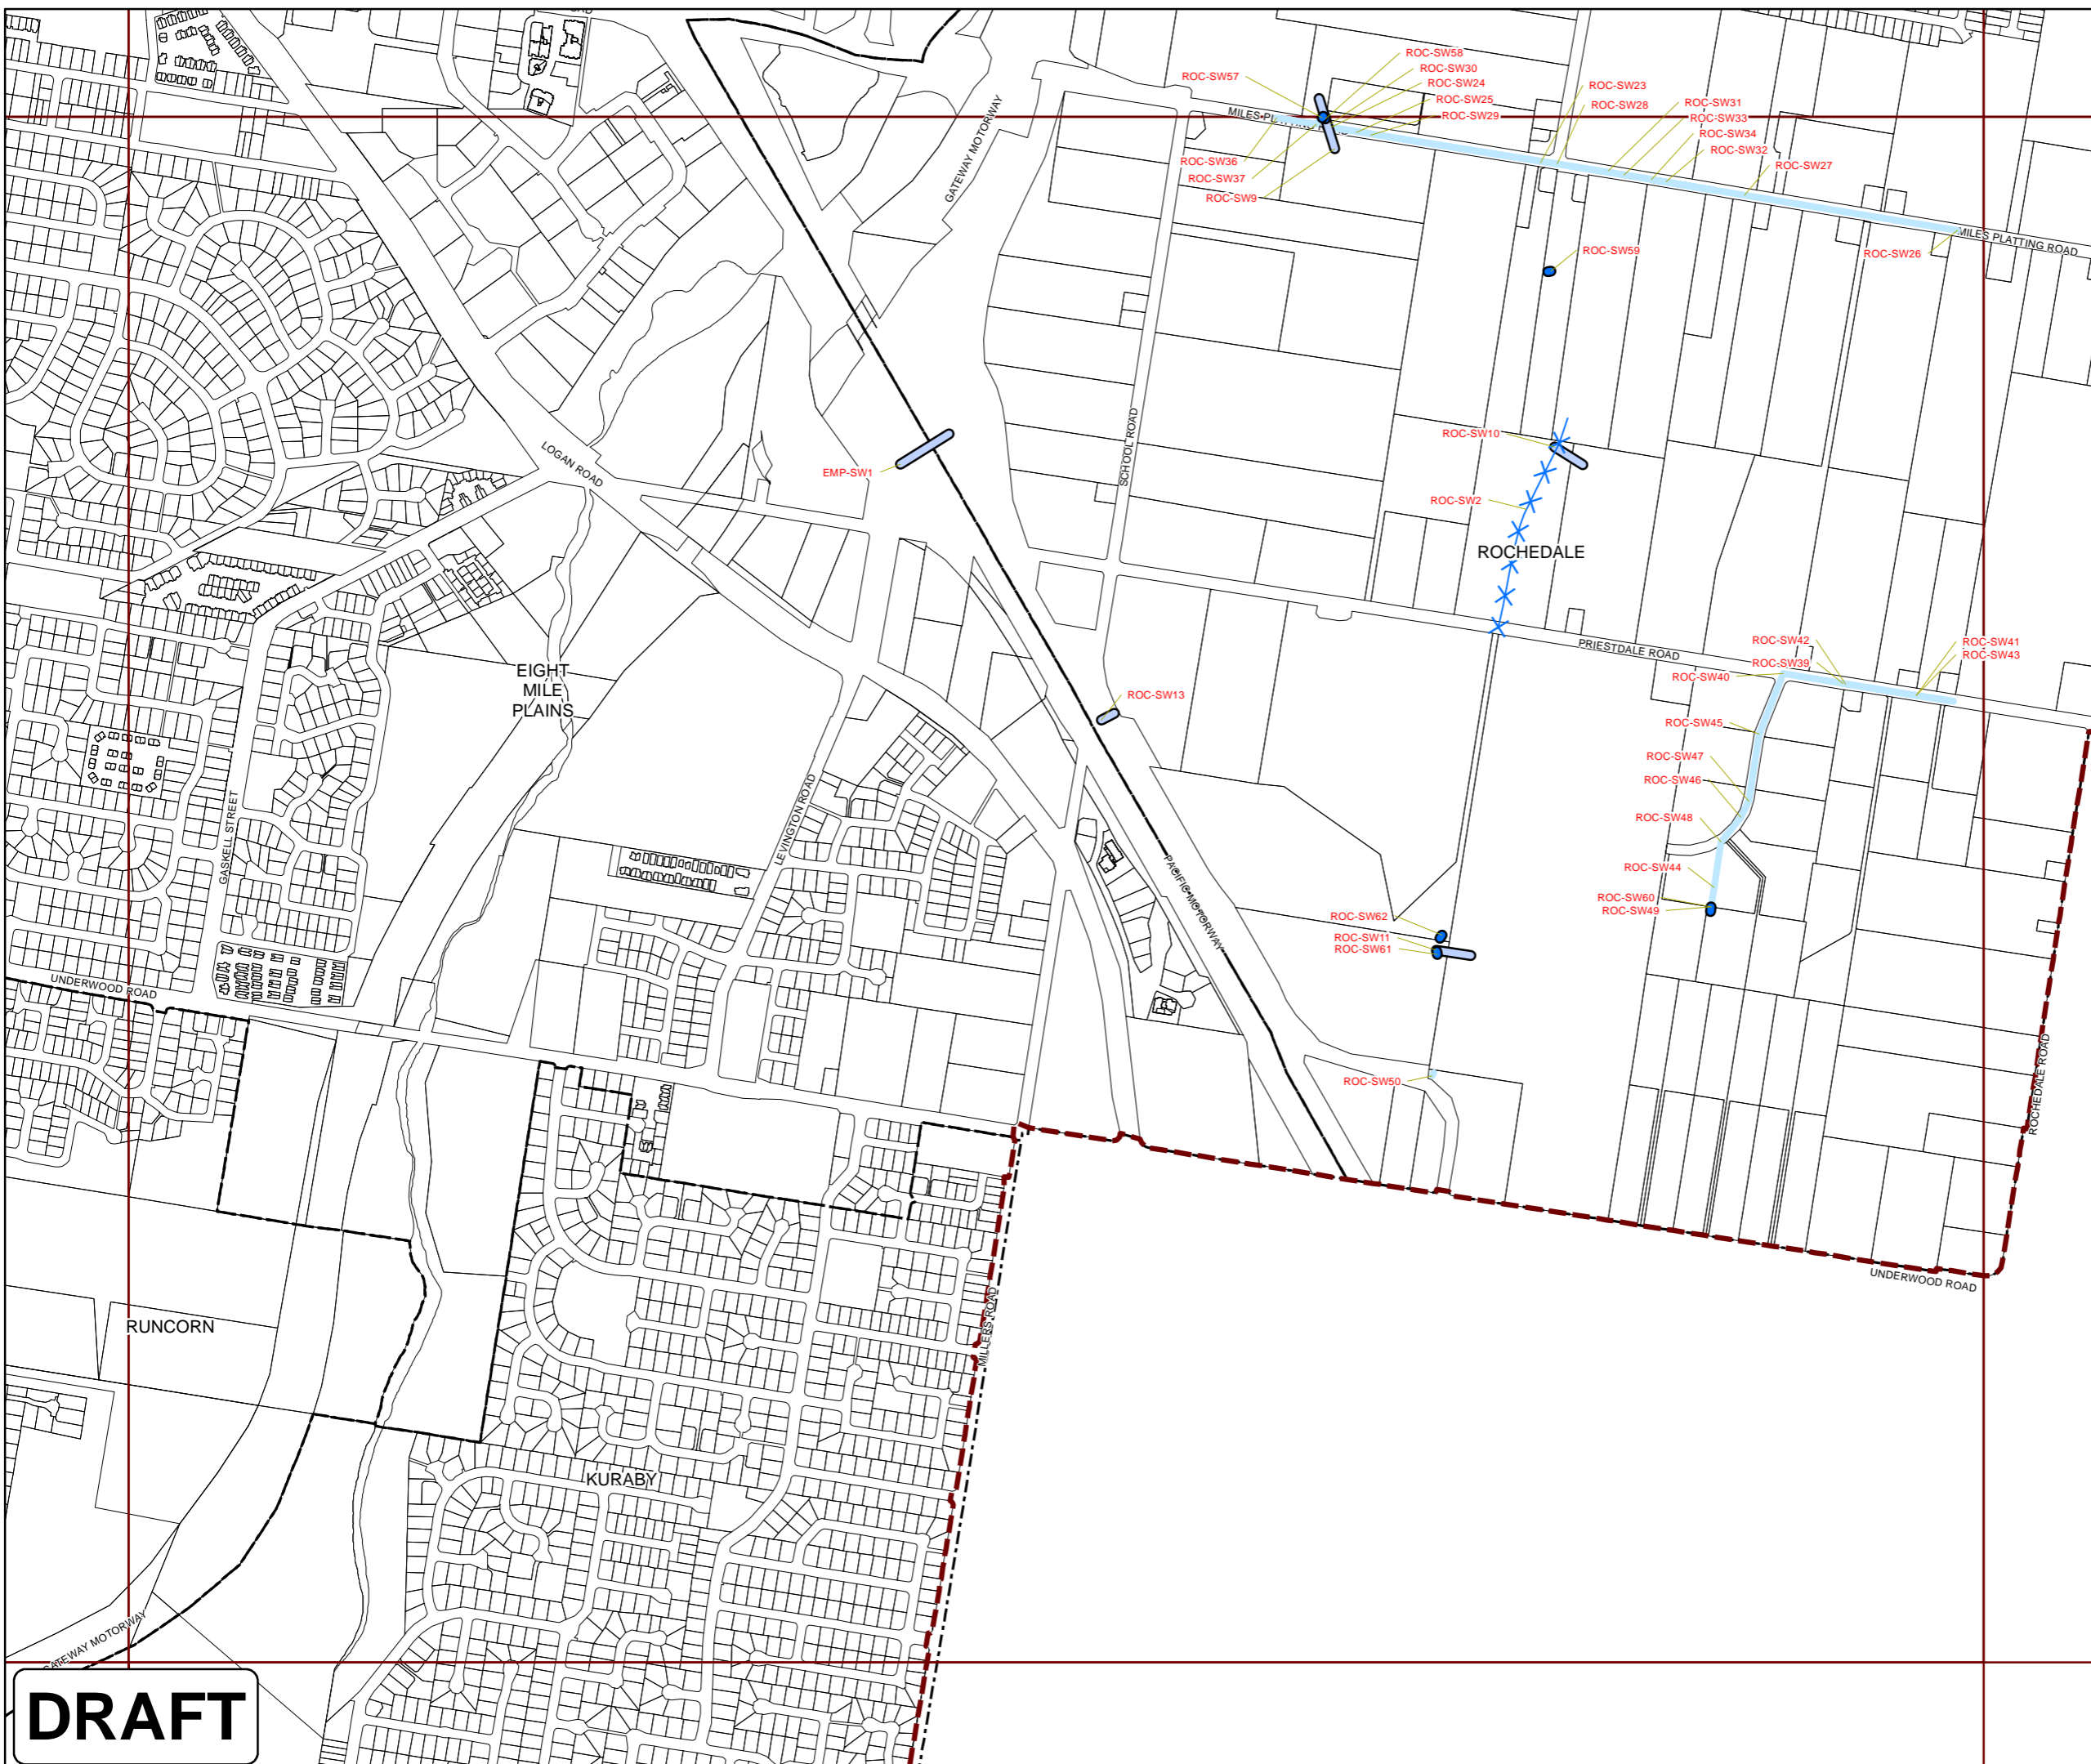 ROC-SW58
ROC-SW30
ROC-SW24
ROC-SW25
ROC-SW29
ROC-SW57
ROC-SW23
ROC-SW28
ROC-SW31
ROC-SW33
ROC-SW34
ROC-SW32
ROC-SW27
MILES PLATTING
GATEWAY MOTORWAY
ROC-SW36
ROC-SW37
ROC-SW9
MILES PLATTING ROAD
ROC-SW26
ROC-SW59
SCHOOL ROAD
ROC-SW10
LOGAN ROAD
EMP-SW1
ROC-SW2
ROCHEDALE
PRIESTDALE ROAD
ROC-SW42
ROC-SW41
ROC-SW43
ROC-SW39
ROC-SW40
EIGHT
MILE
PLAINS
ROC-SW13
ROC-SW45
ROC-SW47
ROC-SW46
ROC-SW48
GASKELL STREET
LEVINGTON ROAD
PACIFIC MOTORWAY
ROC-SW44
ROC-SW60
ROC-SW49
ROC-SW62
ROC-SW11
ROC-SW61
UNDERWOOD ROAD
ROC-SW50
ROCHEDALE ROAD
UNDERWOOD ROAD
RUNCORN
MILLERS ROAD
KURABY
GATEWAY MOTORWAY
DRAFT